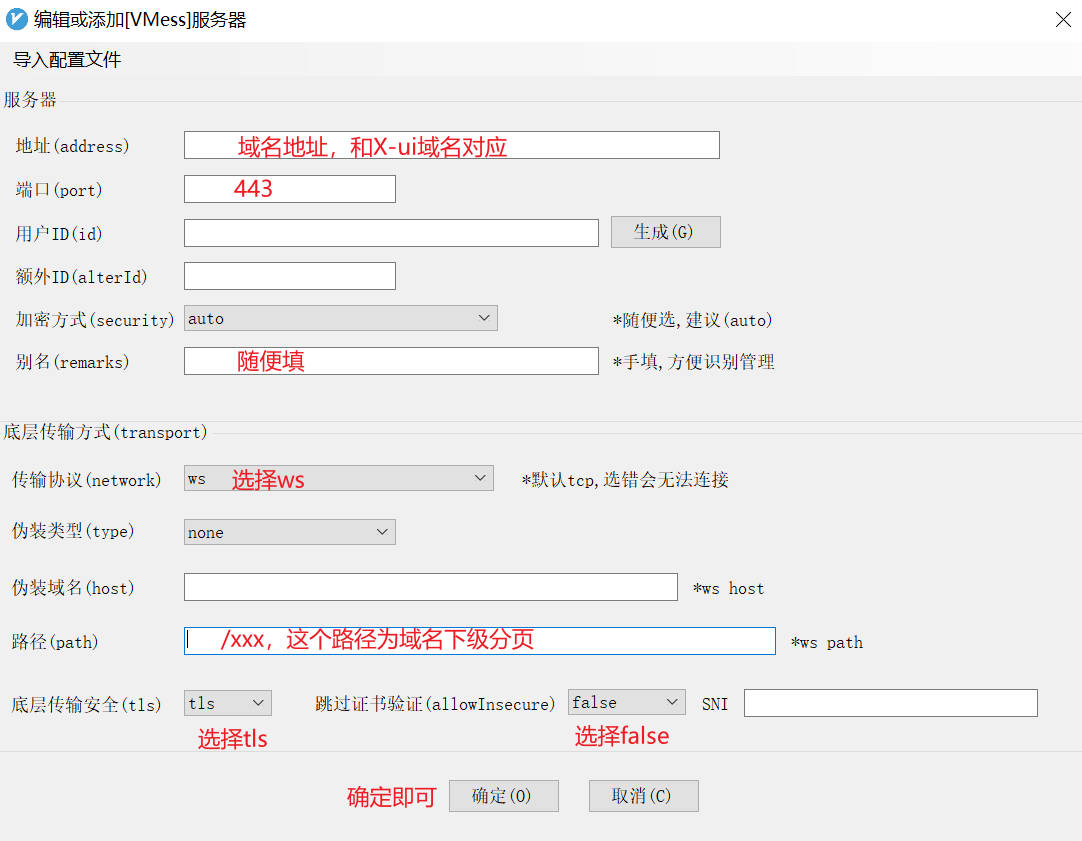 编辑或添加[VMess]服务器
导入配置文件
服务器
地址(address) 域名地址，和X-ui域名对应
端口(port) 443
用户ID(id) 生成(G)
额外ID(alterId)
加密方式(security) auto *随便选,建议(auto)
别名(remarks) 随便填 *手填,方便识别管理
底层传输方式(transport)
传输协议(network) ws 选择ws *默认tcp,选错会无法连接
伪装类型(type) none
伪装域名(host) *ws host
路径(path) /xxx，这个路径为域名下级分页 *ws path
底层传输安全(tls) tls 跳过证书验证(allowInsecure) false SNI
选择tls 选择false
确定即可 确定(O) 取消(C)